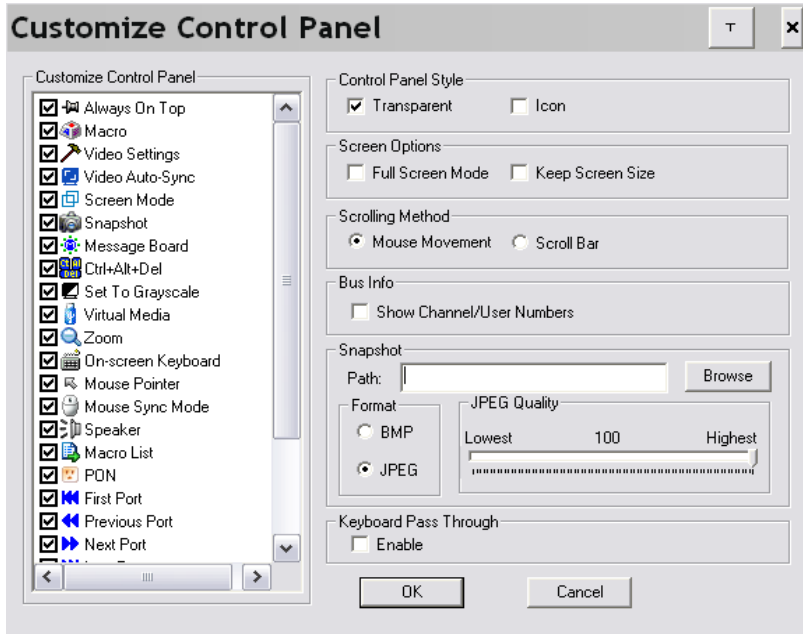 Customize Control Panel
T
×
Customize Control Panel
Always On Top
Macro
Video Settings
Video Auto-Sync
Screen Mode
Snapshot
Message Board
Ctrl+Alt+Del
Set To Grayscale
Virtual Media
Zoom
On-screen Keyboard
Mouse Pointer
Mouse Sync Mode
Speaker
Macro List
PON
First Port
Previous Port
Next Port
Control Panel Style
Transparent
Icon
Screen Options
Full Screen Mode
Keep Screen Size
Scrolling Method
Mouse Movement
Scroll Bar
Bus Info
Show Channel/User Numbers
Snapshot
Path:
Browse
Format
BMP
JPEG
JPEG Quality
Lowest 100 Highest
Keyboard Pass Through
Enable
OK
Cancel